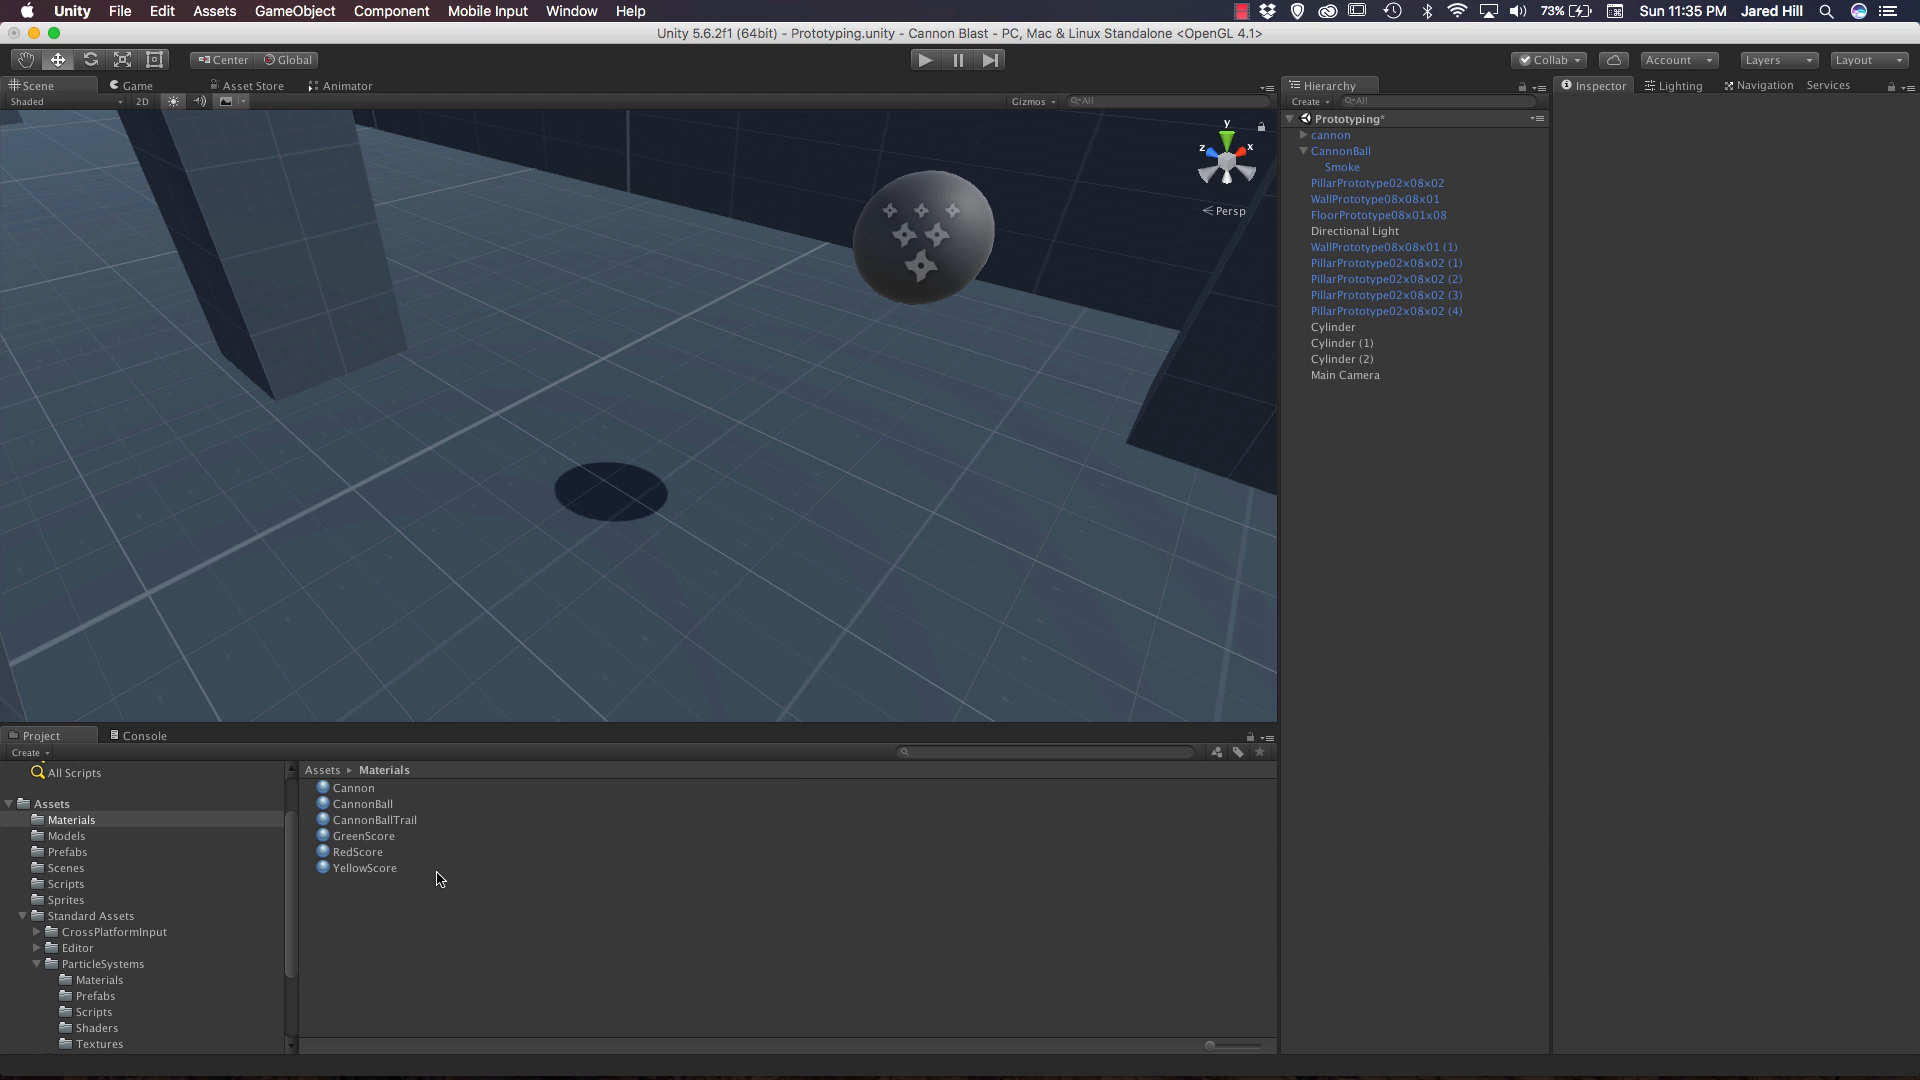 Unity File Edit Assets GameObject Component Mobile Input Window Help 73% Sun 11:35 PM Jared Hill
Unity 5.6.2f1 (64bit) - Prototyping.unity - Cannon Blast - PC, Mac & Linux Standalone <OpenGL 4.1>
Center Global Collab Account Layers Layout
Scene Game Asset Store Animator
Shaded 2D Gizmos All
y
z x
Persp
Hierarchy
Create All
Prototyping*
cannon
CannonBall
Smoke
PillarPrototype02x08x02
WallPrototype08x08x01
FloorPrototype08x01x08
Directional Light
WallPrototype08x08x01 (1)
PillarPrototype02x08x02 (1)
PillarPrototype02x08x02 (2)
PillarPrototype02x08x02 (3)
PillarPrototype02x08x02 (4)
Cylinder
Cylinder (1)
Cylinder (2)
Main Camera
Inspector Lighting Navigation Services
Project Console
Create
All Scripts
Assets
Materials
Models
Prefabs
Scenes
Scripts
Sprites
Standard Assets
CrossPlatformInput
Editor
ParticleSystems
Materials
Prefabs
Scripts
Shaders
Textures
Assets Materials
Cannon
CannonBall
CannonBallTrail
GreenScore
RedScore
YellowScore